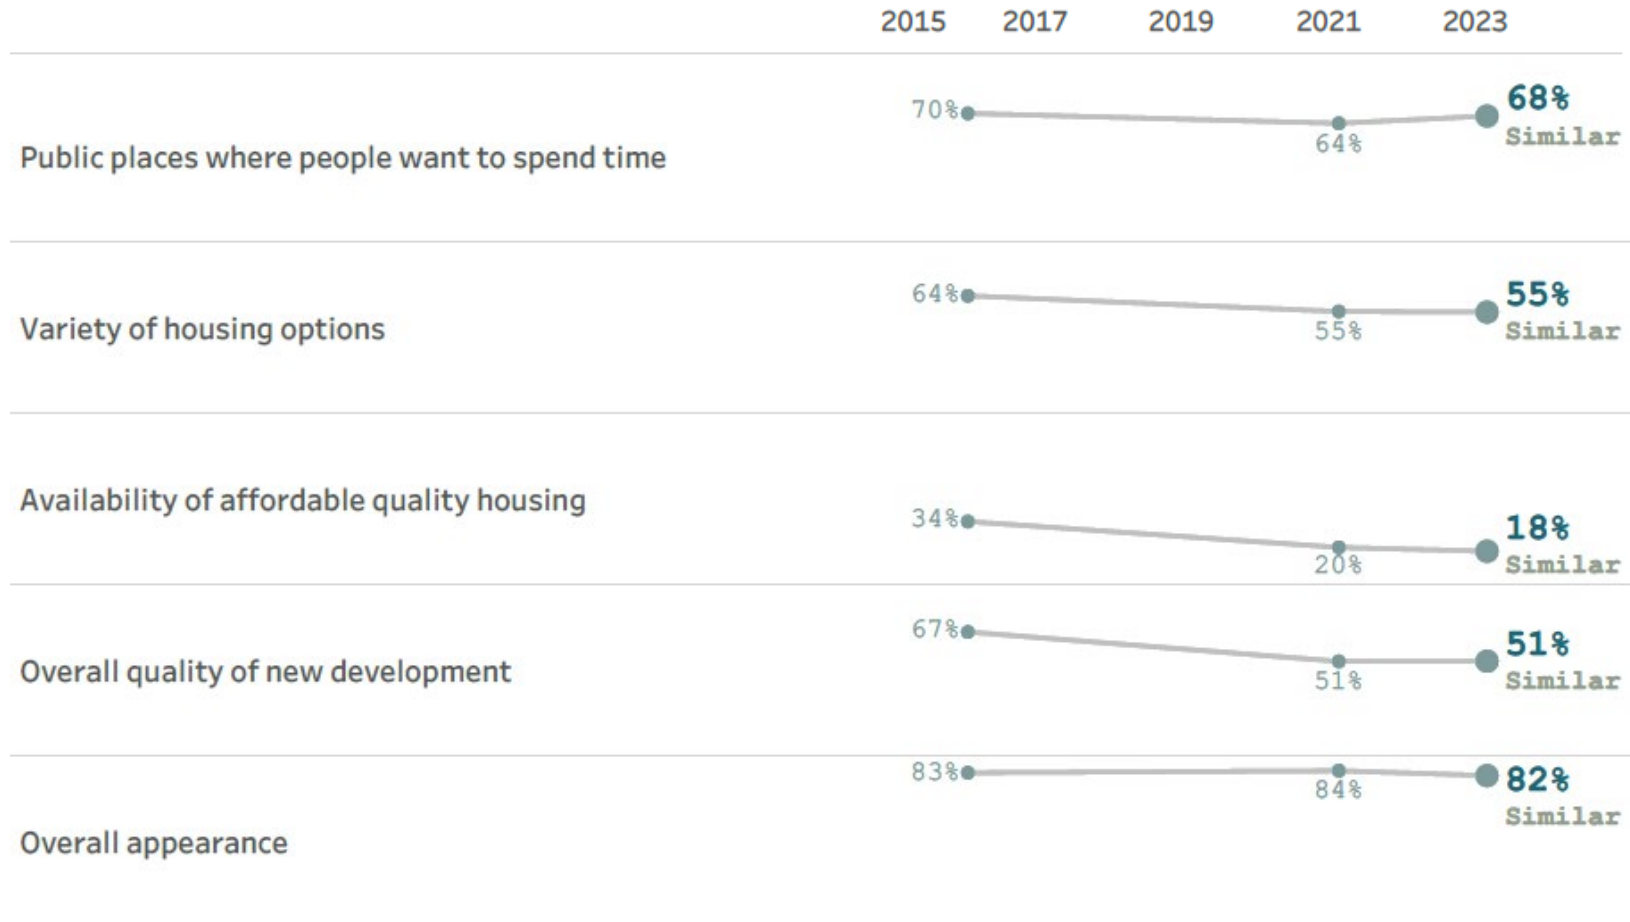 2015 2017 2019 2021 2023
70% 68%
Similar
64%
Public places where people want to spend time
64% 55%
Similar
55%
Variety of housing options
Availability of affordable quality housing
34% 18%
Similar
20%
67% 51%
Similar
51%
Overall quality of new development
83% 82%
84%
Similar
Overall appearance